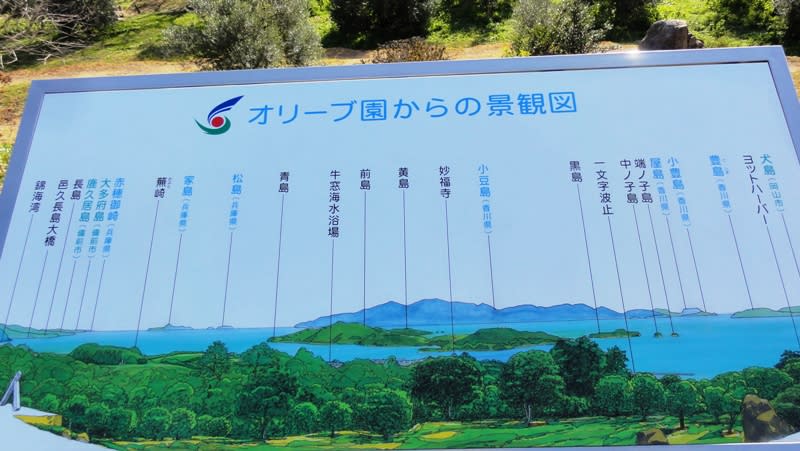 オリーブ園からの景観図
錦海湾
邑久長島大橋
長島
鹿久居島(備前市)
大多府島(備前市)
赤穂御崎(兵庫県)
蕪崎
家島(兵庫県)
松島(兵庫県)
青島
牛窓海水浴場
前島
黄島
妙福寺
小豆島(香川県)
黒島
一文字波止
中ノ子島
端ノ子島
屋島(香川県)
小豊島(香川県)
豊島(香川県)
ヨットハーバー
犬島(岡山市)